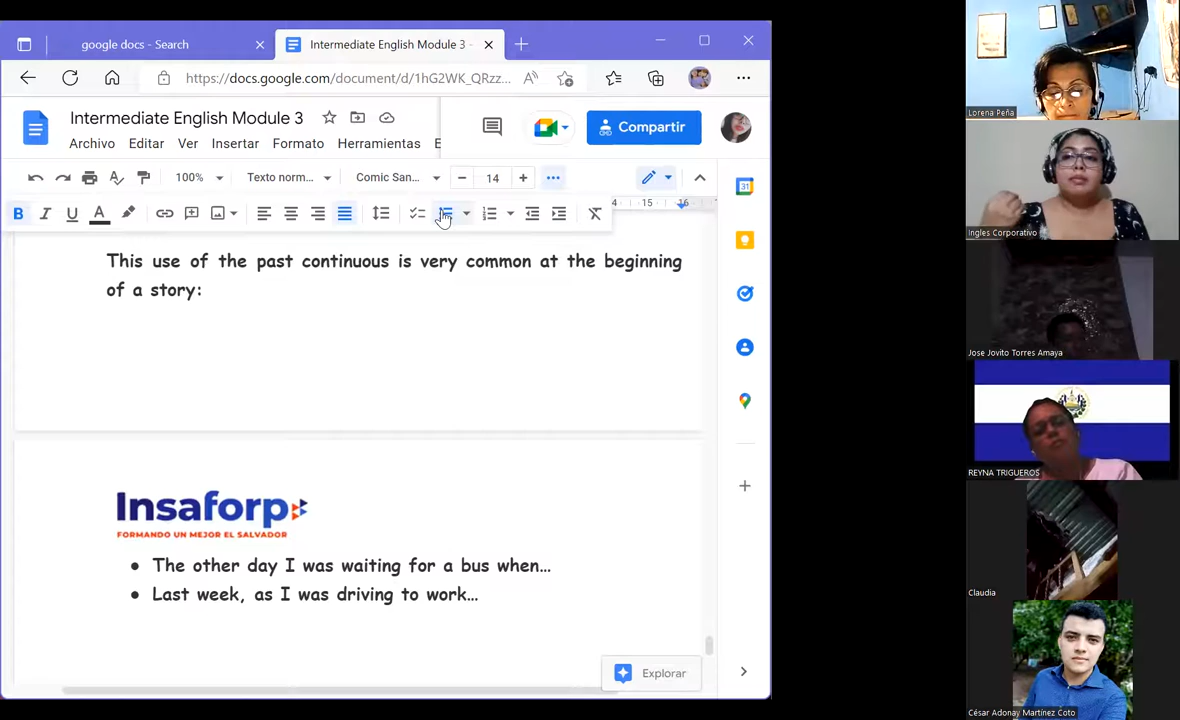 google docs - Search
Intermediate English Module 3 -
https://docs.google.com/document/d/1hG2WK_QRzz...
Intermediate English Module 3
Archivo Editar Ver Insertar Formato Herramientas E
Compartir
100% Texto norm... Comic San... 14
14 15 16
This use of the past continuous is very common at the beginning
of a story:
Insaforp
FORMANDO UN MEJOR EL SALVADOR
• The other day I was waiting for a bus when…
• Last week, as I was driving to work…
Explorar
Lorena Peña
Ingles Corporativo
Jose Jovito Torres Amaya
REYNA TRIGUEROS
Claudia
César Adonay Martínez Coto